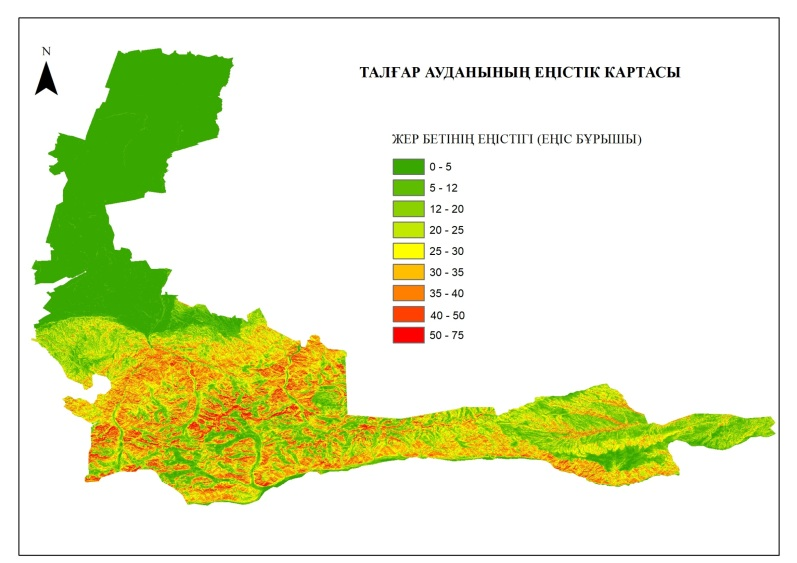 N
ТАЛҒАР АУДАНЫНЫҢ ЕҢІСТІК КАРТАСЫ
ЖЕР БЕТІНІҢ ЕҢІСТІГІ (ЕҢІС БҰРЫШЫ)
0 - 5
5 - 12
12 - 20
20 - 25
25 - 30
30 - 35
35 - 40
40 - 50
50 - 75